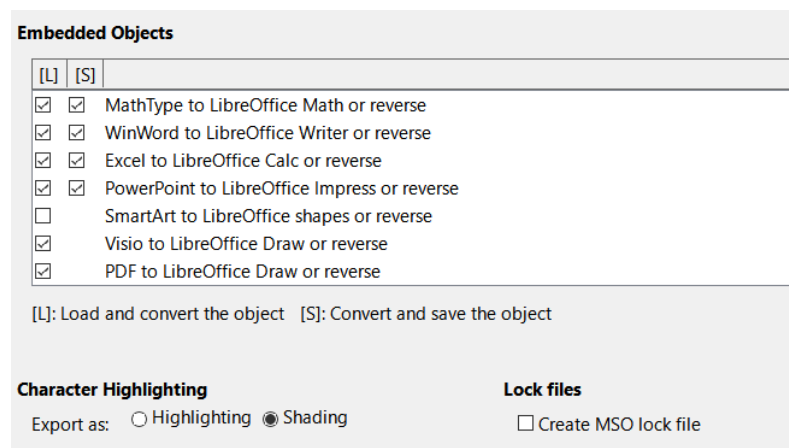 Embedded Objects
[L] [S]
MathType to LibreOffice Math or reverse
WinWord to LibreOffice Writer or reverse
Excel to LibreOffice Calc or reverse
PowerPoint to LibreOffice Impress or reverse
SmartArt to LibreOffice shapes or reverse
Visio to LibreOffice Draw or reverse
PDF to LibreOffice Draw or reverse
[L]: Load and convert the object [S]: Convert and save the object
Character Highlighting Lock files
Export as: Highlighting Shading Create MSO lock file